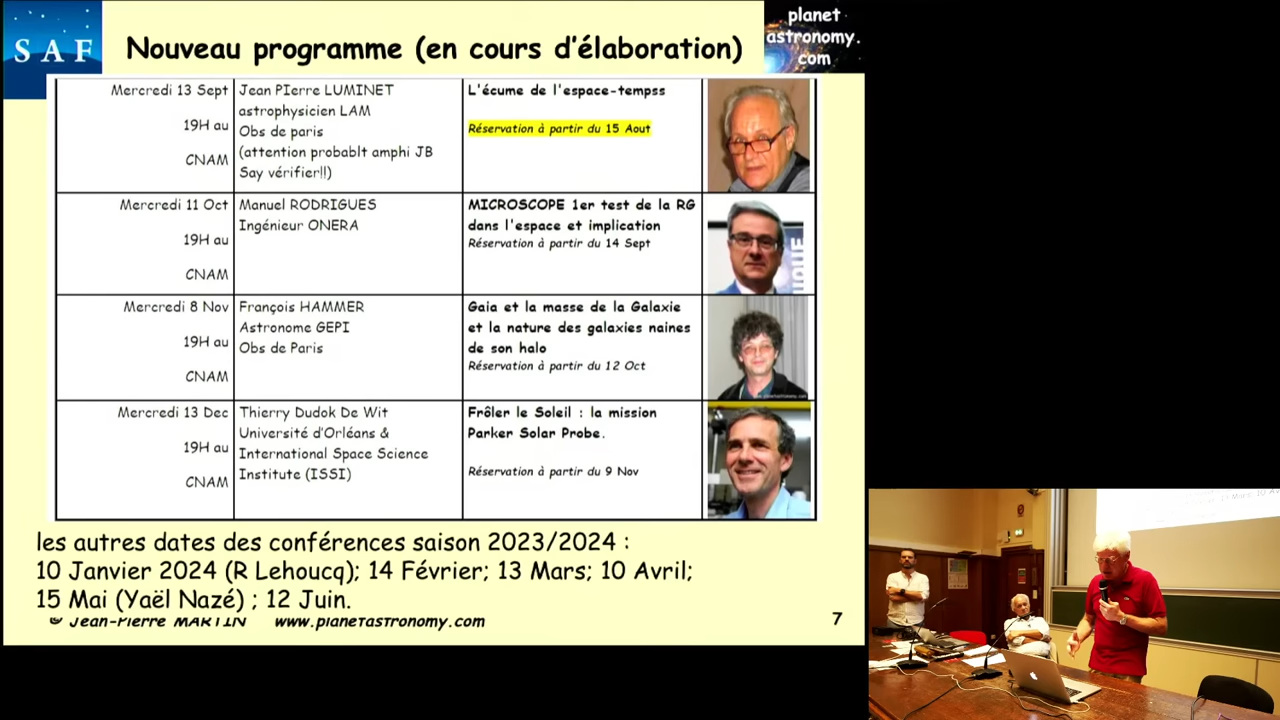 SAF
Nouveau programme (en cours d'élaboration)
planet
astronomy.
com
Mercredi 13 Sept
19H au
CNAM
Jean PIerre LUMINET
astrophysicien LAM
Obs de paris
(attention probablt amphi JB
Say vérifier!!)
L'écume de l'espace-tempss
Réservation à partir du 15 Aout
Mercredi 11 Oct
19H au
CNAM
Manuel RODRIGUES
Ingénieur ONERA
MICROSCOPE 1er test de la RG
dans l'espace et implication
Réservation à partir du 14 Sept
Mercredi 8 Nov
19H au
CNAM
François HAMMER
Astronome GEPI
Obs de Paris
Gaia et la masse de la Galaxie
et la nature des galaxies naines
de son halo
Réservation à partir du 12 Oct
Mercredi 13 Dec
19H au
CNAM
Thierry Dudok De Wit
Université d'Orléans &
International Space Science
Institute (ISSI)
Frôler le Soleil : la mission
Parker Solar Probe.
Réservation à partir du 9 Nov
les autres dates des conférences saison 2023/2024 :
10 Janvier 2024 (R Lehoucq); 14 Février; 13 Mars; 10 Avril;
15 Mai (Yaël Nazé) ; 12 Juin.
© Jean-Pierre MARTIN www.planetastronomy.com
7